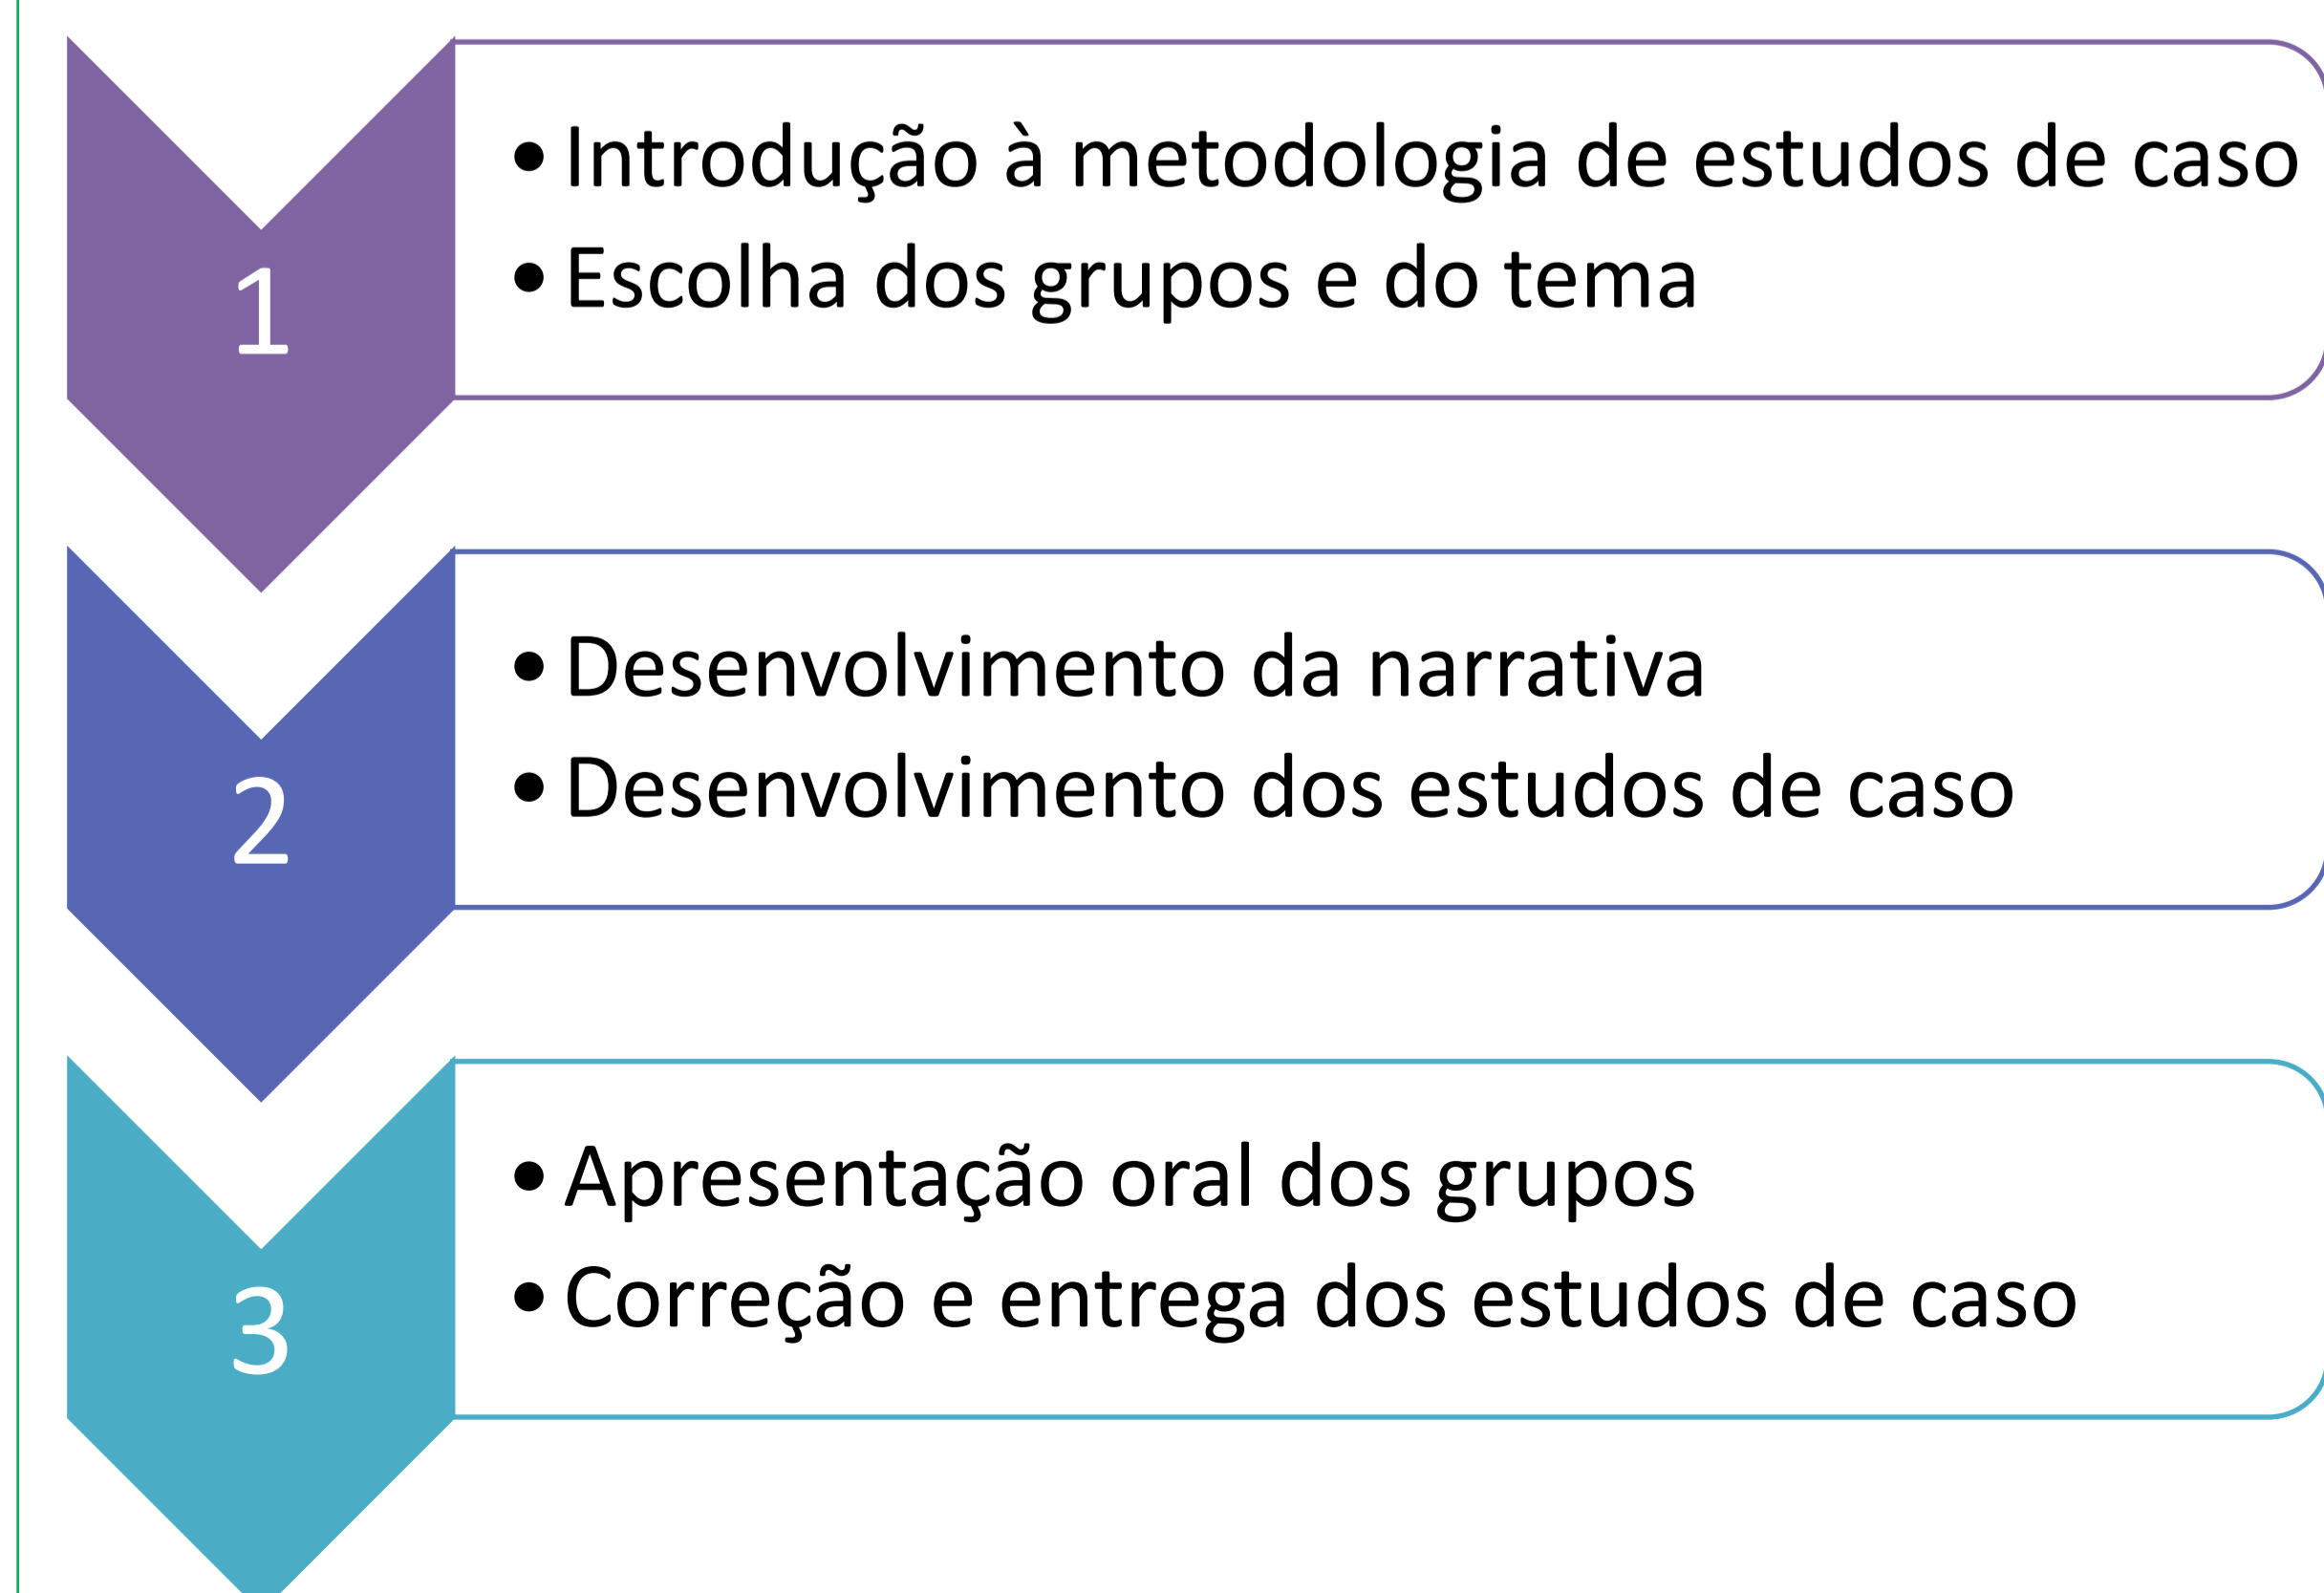 1
• Introdução à metodologia de estudos de caso
• Escolha dos grupos e do tema
2
• Desenvolvimento da narrativa
• Desenvolvimento dos estudos de caso
3
• Apresentação oral dos grupos
• Correção e entrega dos estudos de caso